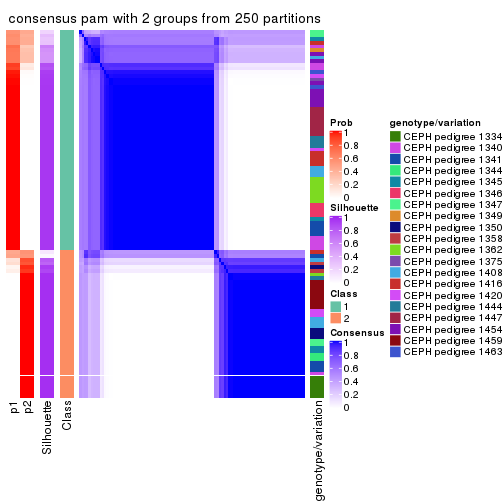 consensus pam with 2 groups from 250 partitions
Prob
1
0.8
0.6
0.4
0.2
0
Silhouette
1
0.8
0.6
0.4
0.2
0
Class
1
2
Consensus
1
0.8
0.6
0.4
0.2
0
genotype/variation
CEPH pedigree 1334
CEPH pedigree 1340
CEPH pedigree 1341
CEPH pedigree 1344
CEPH pedigree 1345
CEPH pedigree 1346
CEPH pedigree 1347
CEPH pedigree 1349
CEPH pedigree 1350
CEPH pedigree 1358
CEPH pedigree 1362
CEPH pedigree 1375
CEPH pedigree 1408
CEPH pedigree 1416
CEPH pedigree 1420
CEPH pedigree 1444
CEPH pedigree 1447
CEPH pedigree 1454
CEPH pedigree 1459
CEPH pedigree 1463
p1
p2
Silhouette
Class
genotype/variation